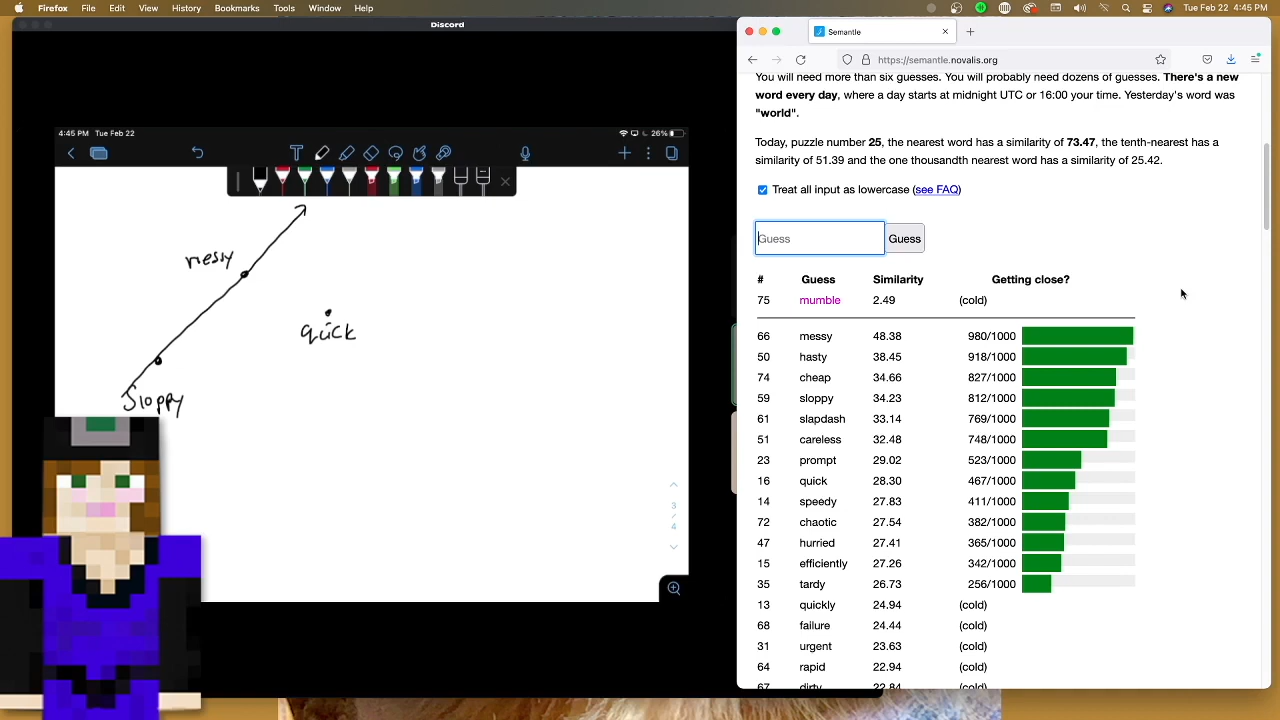 Firefox File Edit View History Bookmarks Tools Window Help
Tue Feb 22 4:45 PM
Discord
Semantle
https://semantle.novalis.org
4:45 PM Tue Feb 22
26%
messy
quick
Sloppy
3
/
4
You will need more than six guesses. You will probably need dozens of guesses. There's a new
word every day, where a day starts at midnight UTC or 16:00 your time. Yesterday's word was
"world".
Today, puzzle number 25, the nearest word has a similarity of 73.47, the tenth-nearest has a
similarity of 51.39 and the one thousandth nearest word has a similarity of 25.42.
Treat all input as lowercase (see FAQ)
Guess Guess
# Guess Similarity Getting close?
75 mumble 2.49 (cold)
66 messy 48.38 980/1000
50 hasty 38.45 918/1000
74 cheap 34.66 827/1000
59 sloppy 34.23 812/1000
61 slapdash 33.14 769/1000
51 careless 32.48 748/1000
23 prompt 29.02 523/1000
16 quick 28.30 467/1000
14 speedy 27.83 411/1000
72 chaotic 27.54 382/1000
47 hurried 27.41 365/1000
15 efficiently 27.26 342/1000
35 tardy 26.73 256/1000
13 quickly 24.94 (cold)
68 failure 24.44 (cold)
31 urgent 23.63 (cold)
64 rapid 22.94 (cold)
67 dirty 22.84 (cold)